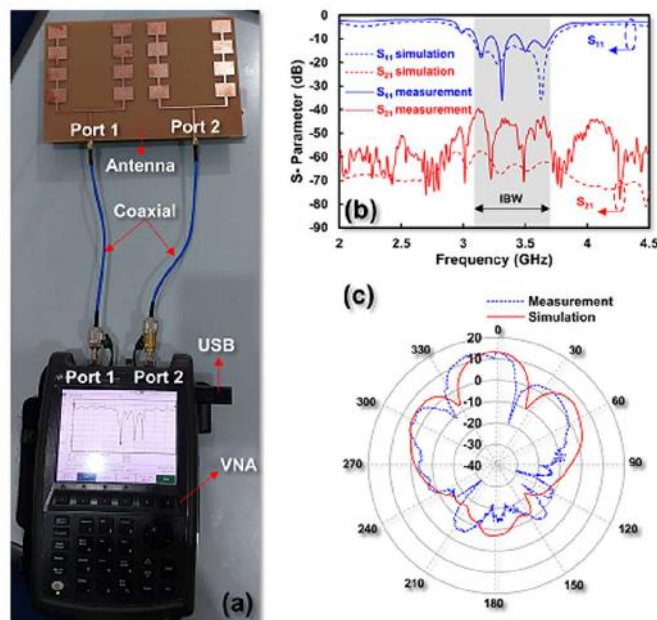 Port 1
Port 2
Antenna
Coaxial
USB
Port 1 Port 2
VNA
(a)
S- Parameter (dB)
10
0
-10
-20
-30
-40
-50
-60
-70
-80
-90
S11
S11 simulation
S21 simulation
S11 measurement
S21 measurement
IBW
S21
(b)
2 2.5 3 3.5 4 4.5
Frequency (GHz)
(c)
Measurement
Simulation
20
10
0
-10
-20
-30
-40
0
30
60
90
120
150
180
210
240
270
300
330